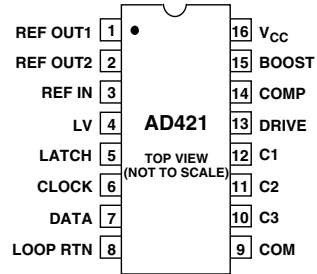 REF OUT1 1
16 VCC
REF OUT2 2
15 BOOST
REF IN 3
14 COMP
LV 4
AD421
13 DRIVE
LATCH 5
TOP VIEW
12 C1
CLOCK 6
(NOT TO SCALE)
11 C2
DATA 7
10 C3
LOOP RTN 8
9 COM